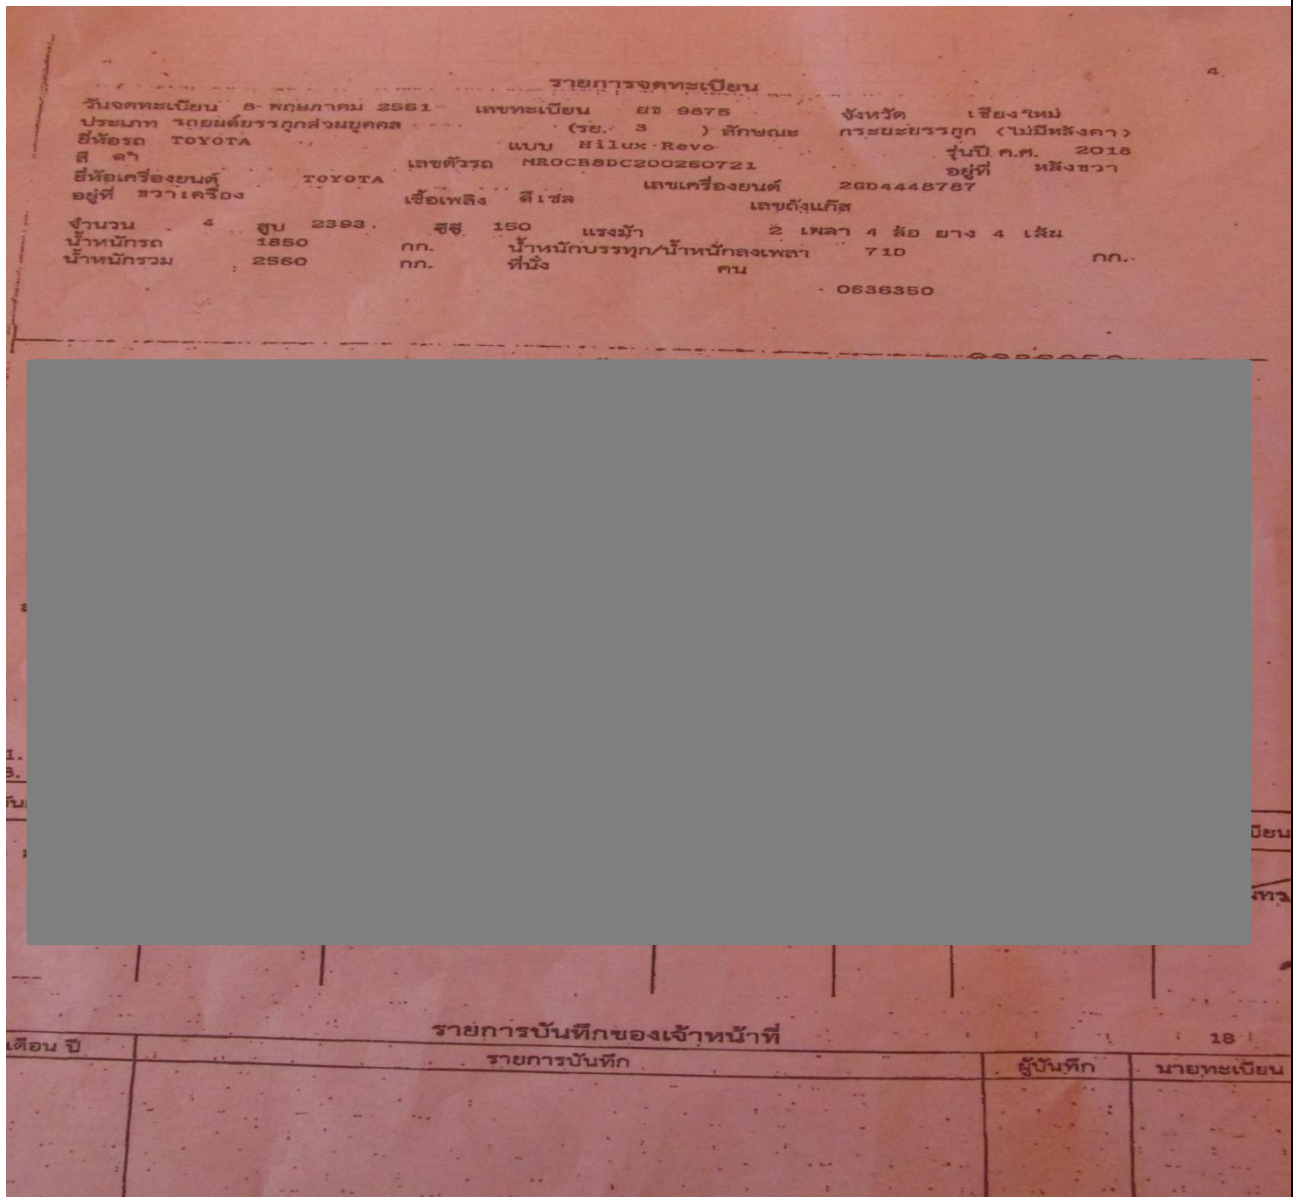 4
รายการจดทะเบียน
วันจดทะเบียน 8 พฤษภาคม 2561 เลขทะเบียน ยข 9875 จังหวัด เชียงใหม่
ประเภท รถยนต์บรรทุกส่วนบุคคล (รย. 3 ) ลักษณะ กระบะบรรทุก (ไม่มีหลังคา)
ยี่ห้อรถ TOYOTA แบบ Hilux Revo รุ่นปี ค.ศ. 2018
สี ดำ เลขตัวรถ MR0CB8DC200250721 อยู่ที่ หลังขวา
ยี่ห้อเครื่องยนต์ TOYOTA เลขเครื่องยนต์ 2GD4448787
อยู่ที่ ขวาเครื่อง เชื้อเพลิง ดีเซล เลขถังแก๊ส
จำนวน 4 สูบ 2393 ซีซี 150 แรงม้า 2 เพลา 4 ล้อ ยาง 4 เส้น
น้ำหนักรถ 1850 กก. น้ำหนักบรรทุก/น้ำหนักลงเพลา 710 กก.
น้ำหนักรวม 2560 กก. ที่นั่ง คน
0636350
1.
3.
รายการบันทึกของเจ้าหน้าที่ 18
เดือน ปี รายการบันทึก ผู้บันทึก นายทะเบียน